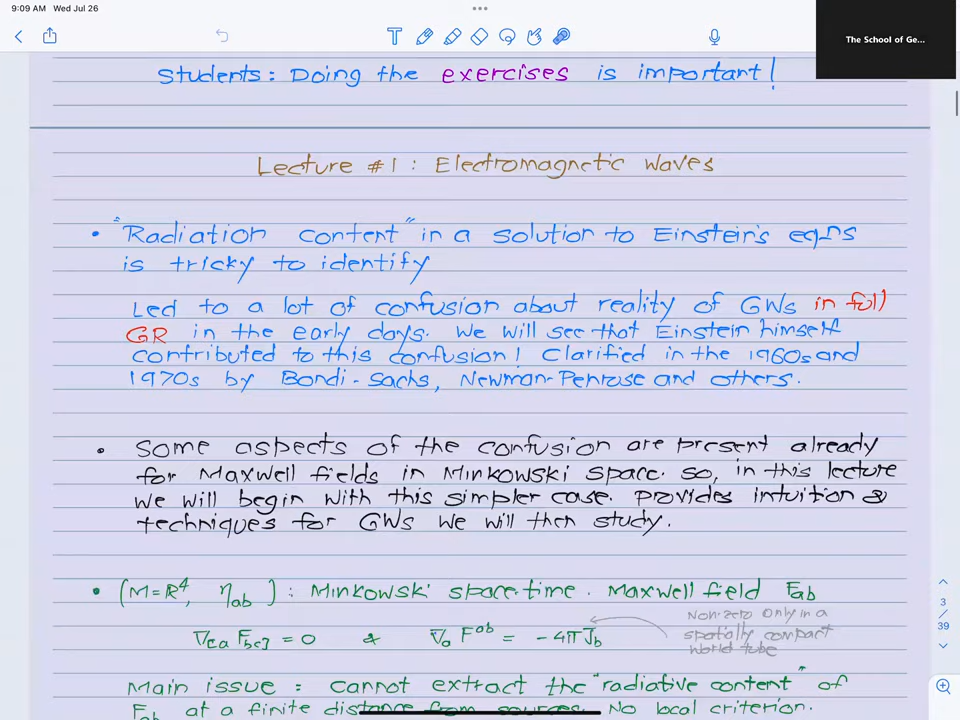 9:09 AM Wed Jul 26
The School of Ge...
Students: Doing the exercises is important!
Lecture #1: Electromagnetic Waves
• "Radiation content" in a solution to Einstein's eqns
is tricky to identify
Led to a lot of confusion about reality of GWs in full
GR in the early days. We will see that Einstein himself
contributed to this confusion! Clarified in the 1960s and
1970s by Bondi-Sachs, Newman-Penrose and others.
• Some aspects of the confusion are present already
for Maxwell fields in Minkowski space. So, in this lecture
we will begin with this simpler case. Provides intuition &
techniques for GWs we will then study.
• (M=R⁴, η_ab): Minkowski space-time. Maxwell field F_ab
∇_[a F_bc] = 0 & ∇_a F^ab = -4π J_b
Non-zero only in a
spatially compact
world tube
Main issue: cannot extract the "radiative content" of
F_ab at a finite distance from sources. No local criterion.
3
/
39